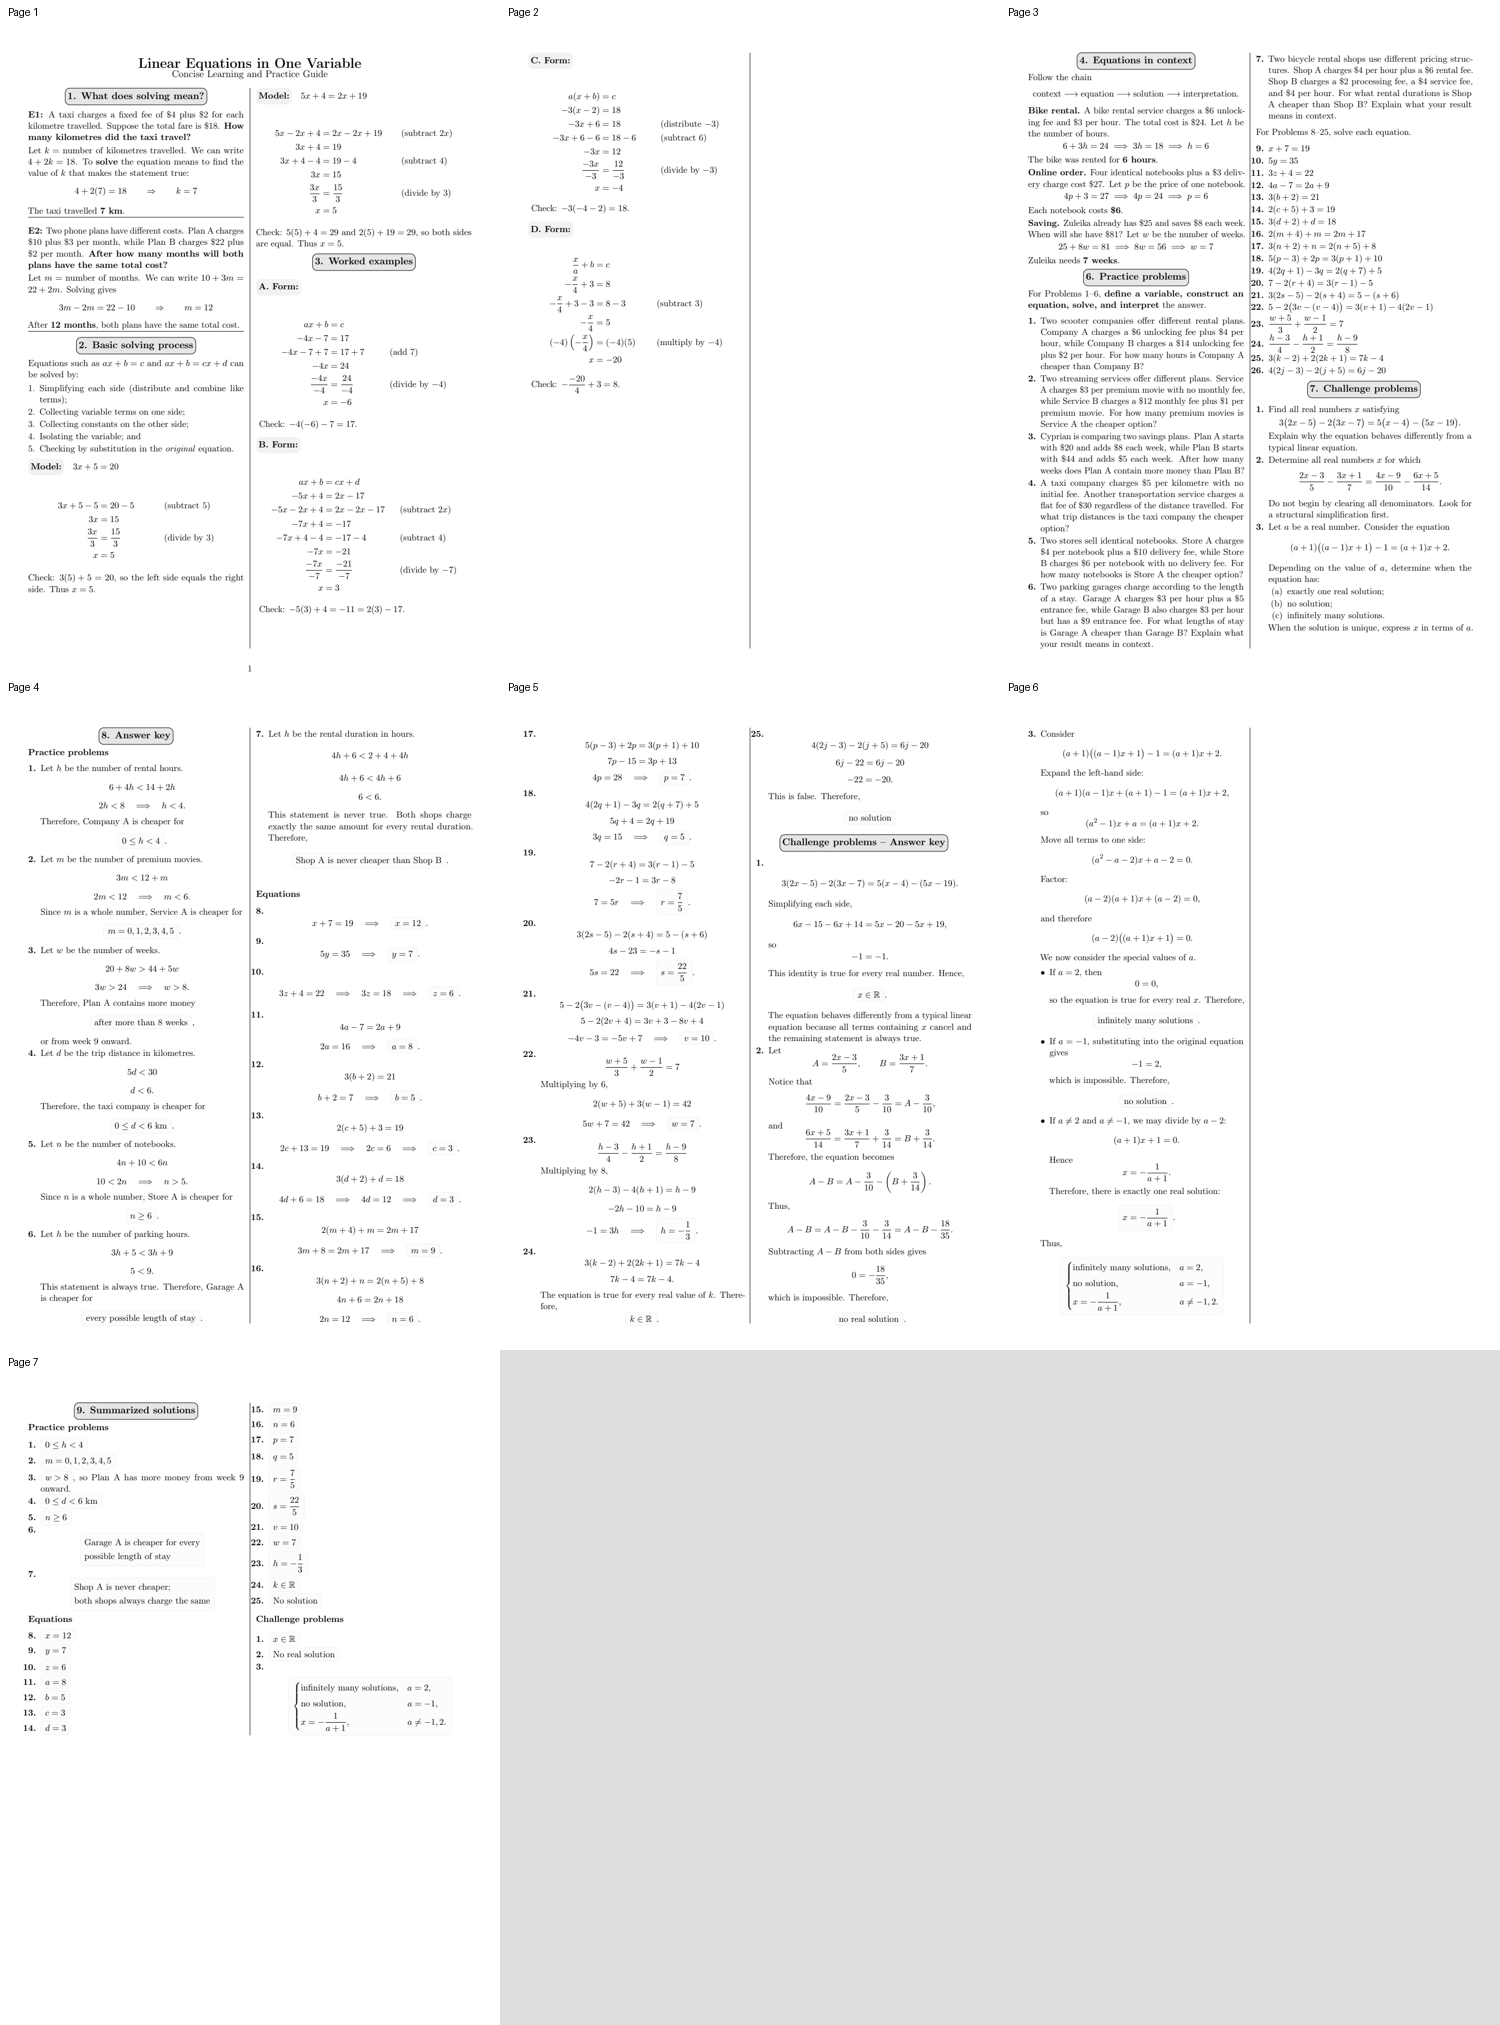 Page 1
Linear Equations in One Variable
Concise Learning and Practice Guide
1. What does solving mean?
E1: A taxi charges a fixed fee of $4 plus $2 for each
kilometre travelled. Suppose the total fare is $18. How
many kilometres did the taxi travel?
Let k = number of kilometres travelled. We can write
4 + 2k = 18. To solve the equation means to find the
value of k that makes the statement true:
4 + 2(7) = 18 ⇒ k = 7
The taxi travelled 7 km.
E2: Two phone plans have different costs. Plan A charges
$10 plus $3 per month, while Plan B charges $22 plus
$2 per month. After how many months will both
plans have the same total cost?
Let m = number of months. We can write 10 + 3m =
22 + 2m. Solving gives
3m − 2m = 22 − 10 ⇒ m = 12
After 12 months, both plans have the same total cost.
2. Basic solving process
Equations such as ax + b = c and ax + b = cx + d can
be solved by:
1. Simplifying each side (distribute and combine like
terms);
2. Collecting variable terms on one side;
3. Collecting constants on the other side;
4. Isolating the variable; and
5. Checking by substitution in the original equation.
Model: 3x + 5 = 20
3x + 5 − 5 = 20 − 5 (subtract 5)
3x = 15
3x/3 = 15/3 (divide by 3)
x = 5
Check: 3(5) + 5 = 20, so the left side equals the right
side. Thus x = 5.
Model: 5x + 4 = 2x + 19
5x − 2x + 4 = 2x − 2x + 19 (subtract 2x)
3x + 4 = 19
3x + 4 − 4 = 19 − 4 (subtract 4)
3x = 15
3x/3 = 15/3 (divide by 3)
x = 5
Check: 5(5) + 4 = 29 and 2(5) + 19 = 29, so both sides
are equal. Thus x = 5.
3. Worked examples
A. Form:
ax + b = c
−4x − 7 = 17
−4x − 7 + 7 = 17 + 7 (add 7)
−4x = 24
−4x/−4 = 24/−4 (divide by −4)
x = −6
Check: −4(−6) − 7 = 17.
B. Form:
ax + b = cx + d
−5x + 4 = 2x − 17
−5x − 2x + 4 = 2x − 2x − 17 (subtract 2x)
−7x + 4 = −17
−7x + 4 − 4 = −17 − 4 (subtract 4)
−7x = −21
−7x/−7 = −21/−7 (divide by −7)
x = 3
Check: −5(3) + 4 = −11 = 2(3) − 17.
1
Page 2
C. Form:
a(x + b) = c
−3(x − 2) = 18
−3x + 6 = 18 (distribute −3)
−3x + 6 − 6 = 18 − 6 (subtract 6)
−3x = 12
−3x/−3 = 12/−3 (divide by −3)
x = −4
Check: −3(−4 − 2) = 18.
D. Form:
x/a + b = c
−x/4 + 3 = 8
−x/4 + 3 − 3 = 8 − 3 (subtract 3)
−x/4 = 5
(−4)(−x/4) = (−4)(5) (multiply by −4)
x = −20
Check: −−20/4 + 3 = 8.
Page 3
4. Equations in context
Follow the chain
context ⟶ equation ⟶ solution ⟶ interpretation.
Bike rental. A bike rental service charges a $6 unlock-
ing fee and $3 per hour. The total cost is $24. Let h be
the number of hours.
6 + 3h = 24 ⟹ 3h = 18 ⟹ h = 6
The bike was rented for 6 hours.
Online order. Four identical notebooks plus a $3 deliv-
ery charge cost $27. Let p be the price of one notebook.
4p + 3 = 27 ⟹ 4p = 24 ⟹ p = 6
Each notebook costs $6.
Saving. Zuleika already has $25 and saves $8 each week.
When will she have $81? Let w be the number of weeks.
25 + 8w = 81 ⟹ 8w = 56 ⟹ w = 7
Zuleika needs 7 weeks.
6. Practice problems
For Problems 1–6, define a variable, construct an
equation, solve, and interpret the answer.
1. Two scooter companies offer different rental plans.
Company A charges a $6 unlocking fee plus $4 per
hour, while Company B charges a $14 unlocking fee
plus $2 per hour. For how many hours is Company A
cheaper than Company B?
2. Two streaming services offer different plans. Service
A charges $3 per premium movie with no monthly fee,
while Service B charges a $12 monthly fee plus $1 per
premium movie. For how many premium movies is
Service A the cheaper option?
3. Cyprian is comparing two savings plans. Plan A starts
with $20 and adds $8 each week, while Plan B starts
with $44 and adds $5 each week. After how many
weeks does Plan A contain more money than Plan B?
4. A taxi company charges $5 per kilometre with no
initial fee. Another transportation service charges a
flat fee of $30 regardless of the distance travelled. For
what trip distances is the taxi company the cheaper
option?
5. Two stores sell identical notebooks. Store A charges
$4 per notebook plus a $10 delivery fee, while Store
B charges $6 per notebook with no delivery fee. For
how many notebooks is Store A the cheaper option?
6. Two parking garages charge according to the length
of a stay. Garage A charges $3 per hour plus a $5
entrance fee, while Garage B also charges $3 per hour
but has a $9 entrance fee. For what lengths of stay
is Garage A cheaper than Garage B? Explain what
your result means in context.
7. Two bicycle rental shops use different pricing struc-
tures. Shop A charges $4 per hour plus a $6 rental fee.
Shop B charges a $2 processing fee, a $4 service fee,
and $4 per hour. For what rental durations is Shop
A cheaper than Shop B? Explain what your result
means in context.
For Problems 8–25, solve each equation.
9. x + 7 = 19
10. 5y = 35
11. 3z + 4 = 22
12. 4a − 7 = 2a + 9
13. 3(b + 2) = 21
14. 2(c + 5) + 3 = 19
15. 3(d + 2) + d = 18
16. 2(m + 4) + m = 2m + 17
17. 3(n + 2) + n = 2(n + 5) + 8
18. 5(p − 3) + 2p = 3(p + 1) + 10
19. 4(2q + 1) − 3q = 2(q + 7) + 5
20. 7 − 2(r + 4) = 3(r − 1) − 5
21. 3(2s − 5) − 2(s + 4) = 5 − (s + 6)
22. 5 − 2(3v − (v − 4)) = 3(v + 1) − 4(2v − 1)
23. (w + 5)/3 + (w − 1)/2 = 7
24. (h − 3)/4 − (h + 1)/2 = (h − 9)/8
25. 3(k − 2) + 2(2k + 1) = 7k − 4
26. 4(2j − 3) − 2(j + 5) = 6j − 20
7. Challenge problems
1. Find all real numbers x satisfying
3(2x − 5) − 2(3x − 7) = 5(x − 4) − (5x − 19).
Explain why the equation behaves differently from a
typical linear equation.
2. Determine all real numbers x for which
(2x − 3)/5 − (3x + 1)/7 = (4x − 9)/10 − (6x + 5)/14.
Do not begin by clearing all denominators. Look for
a structural simplification first.
3. Let a be a real number. Consider the equation
(a + 1)((a − 1)x + 1) − 1 = (a + 1)x + 2.
Depending on the value of a, determine when the
equation has:
(a) exactly one real solution;
(b) no solution;
(c) infinitely many solutions.
When the solution is unique, express x in terms of a.
Page 4
8. Answer key
Practice problems
1. Let h be the number of rental hours.
6 + 4h < 14 + 2h
2h < 8 ⟹ h < 4.
Therefore, Company A is cheaper for
0 ≤ h < 4 .
2. Let m be the number of premium movies.
3m < 12 + m
2m < 12 ⟹ m < 6.
Since m is a whole number, Service A is cheaper for
m = 0, 1, 2, 3, 4, 5 .
3. Let w be the number of weeks.
20 + 8w > 44 + 5w
3w > 24 ⟹ w > 8.
Therefore, Plan A contains more money
after more than 8 weeks ,
or from week 9 onward.
4. Let d be the trip distance in kilometres.
5d < 30
d < 6.
Therefore, the taxi company is cheaper for
0 ≤ d < 6 km .
5. Let n be the number of notebooks.
4n + 10 < 6n
10 < 2n ⟹ n > 5.
Since n is a whole number, Store A is cheaper for
n ≥ 6 .
6. Let h be the number of parking hours.
3h + 5 < 3h + 9
5 < 9.
This statement is always true. Therefore, Garage A
is cheaper for
every possible length of stay .
7. Let h be the rental duration in hours.
4h + 6 < 2 + 4 + 4h
4h + 6 < 4h + 6
6 < 6.
This statement is never true. Both shops charge
exactly the same amount for every rental duration.
Therefore,
Shop A is never cheaper than Shop B .
Equations
8.
x + 7 = 19 ⟹ x = 12 .
9.
5y = 35 ⟹ y = 7 .
10.
3z + 4 = 22 ⟹ 3z = 18 ⟹ z = 6 .
11.
4a − 7 = 2a + 9
2a = 16 ⟹ a = 8 .
12.
3(b + 2) = 21
b + 2 = 7 ⟹ b = 5 .
13.
2(c + 5) + 3 = 19
2c + 13 = 19 ⟹ 2c = 6 ⟹ c = 3 .
14.
3(d + 2) + d = 18
4d + 6 = 18 ⟹ 4d = 12 ⟹ d = 3 .
15.
2(m + 4) + m = 2m + 17
3m + 8 = 2m + 17 ⟹ m = 9 .
16.
3(n + 2) + n = 2(n + 5) + 8
4n + 6 = 2n + 18
2n = 12 ⟹ n = 6 .
Page 5
17.
5(p − 3) + 2p = 3(p + 1) + 10
7p − 15 = 3p + 13
4p = 28 ⟹ p = 7 .
18.
4(2q + 1) − 3q = 2(q + 7) + 5
5q + 4 = 2q + 19
3q = 15 ⟹ q = 5 .
19.
7 − 2(r + 4) = 3(r − 1) − 5
−2r − 1 = 3r − 8
7 = 5r ⟹ r = 7/5 .
20.
3(2s − 5) − 2(s + 4) = 5 − (s + 6)
4s − 23 = −s − 1
5s = 22 ⟹ s = 22/5 .
21.
5 − 2(3v − (v − 4)) = 3(v + 1) − 4(2v − 1)
5 − 2(2v + 4) = 3v + 3 − 8v + 4
−4v − 3 = −5v + 7 ⟹ v = 10 .
22.
(w + 5)/3 + (w − 1)/2 = 7
Multiplying by 6,
2(w + 5) + 3(w − 1) = 42
5w + 7 = 42 ⟹ w = 7 .
23.
(h − 3)/4 − (h + 1)/2 = (h − 9)/8
Multiplying by 8,
2(h − 3) − 4(h + 1) = h − 9
−2h − 10 = h − 9
−1 = 3h ⟹ h = −1/3 .
24.
3(k − 2) + 2(2k + 1) = 7k − 4
7k − 4 = 7k − 4.
The equation is true for every real value of k. There-
fore,
k ∈ ℝ .
25.
4(2j − 3) − 2(j + 5) = 6j − 20
6j − 22 = 6j − 20
−22 = −20.
This is false. Therefore,
no solution
Challenge problems – Answer key
1.
3(2x − 5) − 2(3x − 7) = 5(x − 4) − (5x − 19).
Simplifying each side,
6x − 15 − 6x + 14 = 5x − 20 − 5x + 19,
so
−1 = −1.
This identity is true for every real number. Hence,
x ∈ ℝ .
The equation behaves differently from a typical linear
equation because all terms containing x cancel and
the remaining statement is always true.
2. Let
A = (2x − 3)/5, B = (3x + 1)/7.
Notice that
(4x − 9)/10 = (2x − 3)/5 − 3/10 = A − 3/10,
and
(6x + 5)/14 = (3x + 1)/7 + 3/14 = B + 3/14.
Therefore, the equation becomes
A − B = A − 3/10 − (B + 3/14).
Thus,
A − B = A − B − 3/10 − 3/14 = A − B − 18/35.
Subtracting A − B from both sides gives
0 = −18/35,
which is impossible. Therefore,
no real solution .
Page 6
3. Consider
(a + 1)((a − 1)x + 1) − 1 = (a + 1)x + 2.
Expand the left-hand side:
(a + 1)(a − 1)x + (a + 1) − 1 = (a + 1)x + 2,
so
(a² − 1)x + a = (a + 1)x + 2.
Move all terms to one side:
(a² − a − 2)x + a − 2 = 0.
Factor:
(a − 2)(a + 1)x + (a − 2) = 0,
and therefore
(a − 2)((a + 1)x + 1) = 0.
We now consider the special values of a.
• If a = 2, then
0 = 0,
so the equation is true for every real x. Therefore,
infinitely many solutions .
• If a = −1, substituting into the original equation
gives
−1 = 2,
which is impossible. Therefore,
no solution .
• If a ≠ 2 and a ≠ −1, we may divide by a − 2:
(a + 1)x + 1 = 0.
Hence
x = −1/(a + 1).
Therefore, there is exactly one real solution:
x = −1/(a + 1) .
Thus,
infinitely many solutions, a = 2,
no solution, a = −1,
x = −1/(a + 1), a ≠ −1, 2.
Page 7
9. Summarized solutions
Practice problems
1. 0 ≤ h < 4
2. m = 0, 1, 2, 3, 4, 5
3. w > 8 , so Plan A has more money from week 9
onward.
4. 0 ≤ d < 6 km
5. n ≥ 6
6.
Garage A is cheaper for every
possible length of stay
7.
Shop A is never cheaper;
both shops always charge the same
Equations
8. x = 12
9. y = 7
10. z = 6
11. a = 8
12. b = 5
13. c = 3
14. d = 3
15. m = 9
16. n = 6
17. p = 7
18. q = 5
19. r = 7/5
20. s = 22/5
21. v = 10
22. w = 7
23. h = −1/3
24. k ∈ ℝ
25. No solution
Challenge problems
1. x ∈ ℝ
2. No real solution
3.
infinitely many solutions, a = 2,
no solution, a = −1,
x = −1/(a + 1), a ≠ −1, 2.